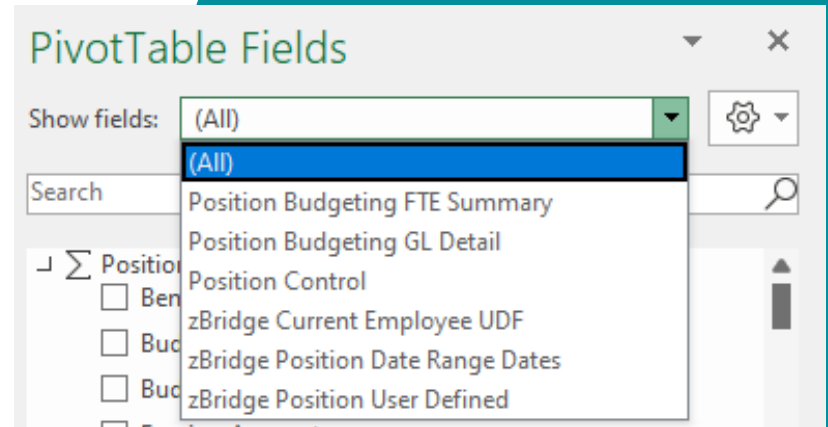 PivotTable Fields
Show fields: (All)
(All)
Search
Position Budgeting FTE Summary
Position Budgeting GL Detail
Position Control
zBridge Current Employee UDF
zBridge Position Date Range Dates
zBridge Position User Defined
Σ Position
Ben
Bud
Bud